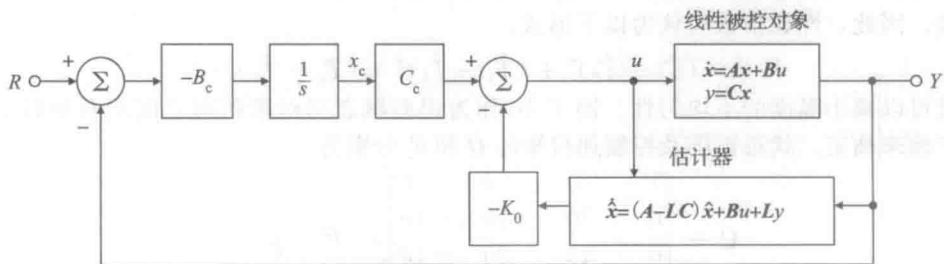 线性被控对象
R
+
Σ
−
−B_c
1/s
x_c
C_c
+
Σ
+
u
ẋ=Ax+Bu
y=Cx
Y
估计器
−K_0
x̂̇=(A−LC)x̂+Bu+Ly